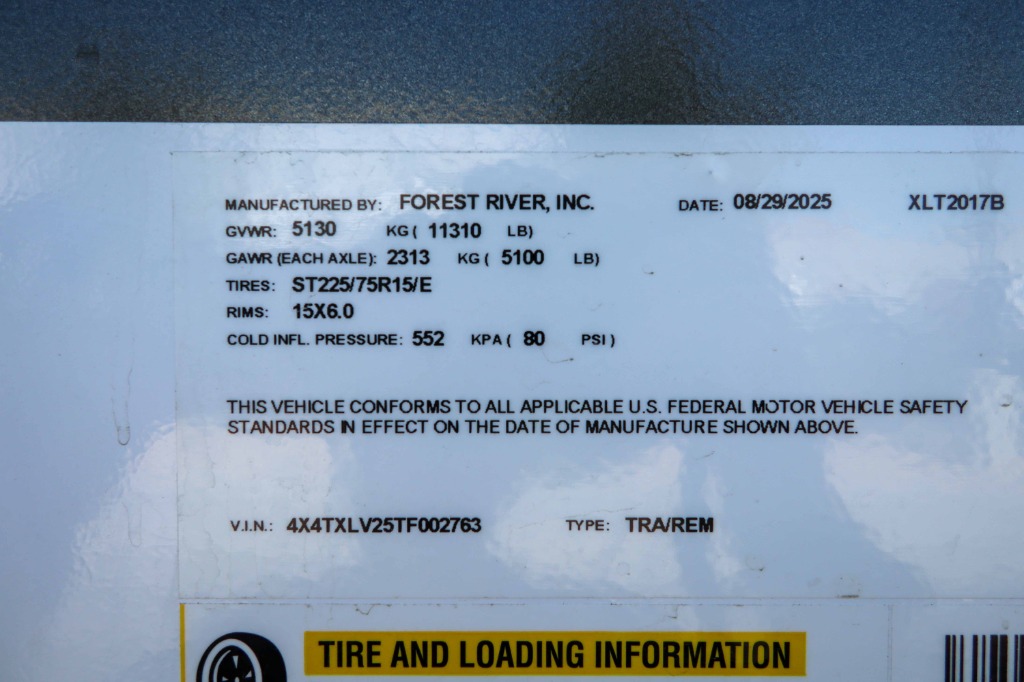 MANUFACTURED BY: FOREST RIVER, INC. DATE: 08/29/2025 XLT2017B
GVWR: 5130 KG ( 11310 LB)
GAWR (EACH AXLE): 2313 KG ( 5100 LB)
TIRES: ST225/75R15/E
RIMS: 15X6.0
COLD INFL. PRESSURE: 552 KPA ( 80 PSI )
THIS VEHICLE CONFORMS TO ALL APPLICABLE U.S. FEDERAL MOTOR VEHICLE SAFETY
STANDARDS IN EFFECT ON THE DATE OF MANUFACTURE SHOWN ABOVE.
V.I.N.: 4X4TXLV25TF002763 TYPE: TRA/REM
TIRE AND LOADING INFORMATION